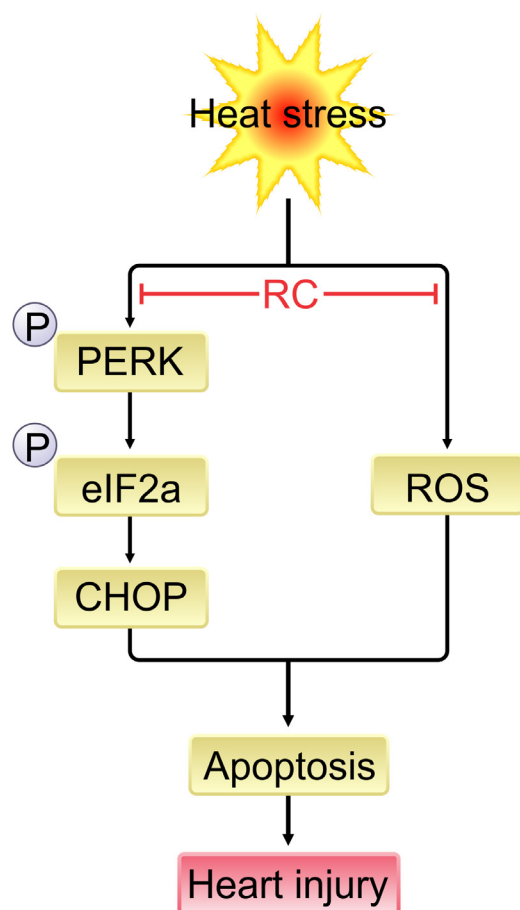 Heat stress
RC
P
PERK
P
eIF2a
ROS
CHOP
Apoptosis
Heart injury